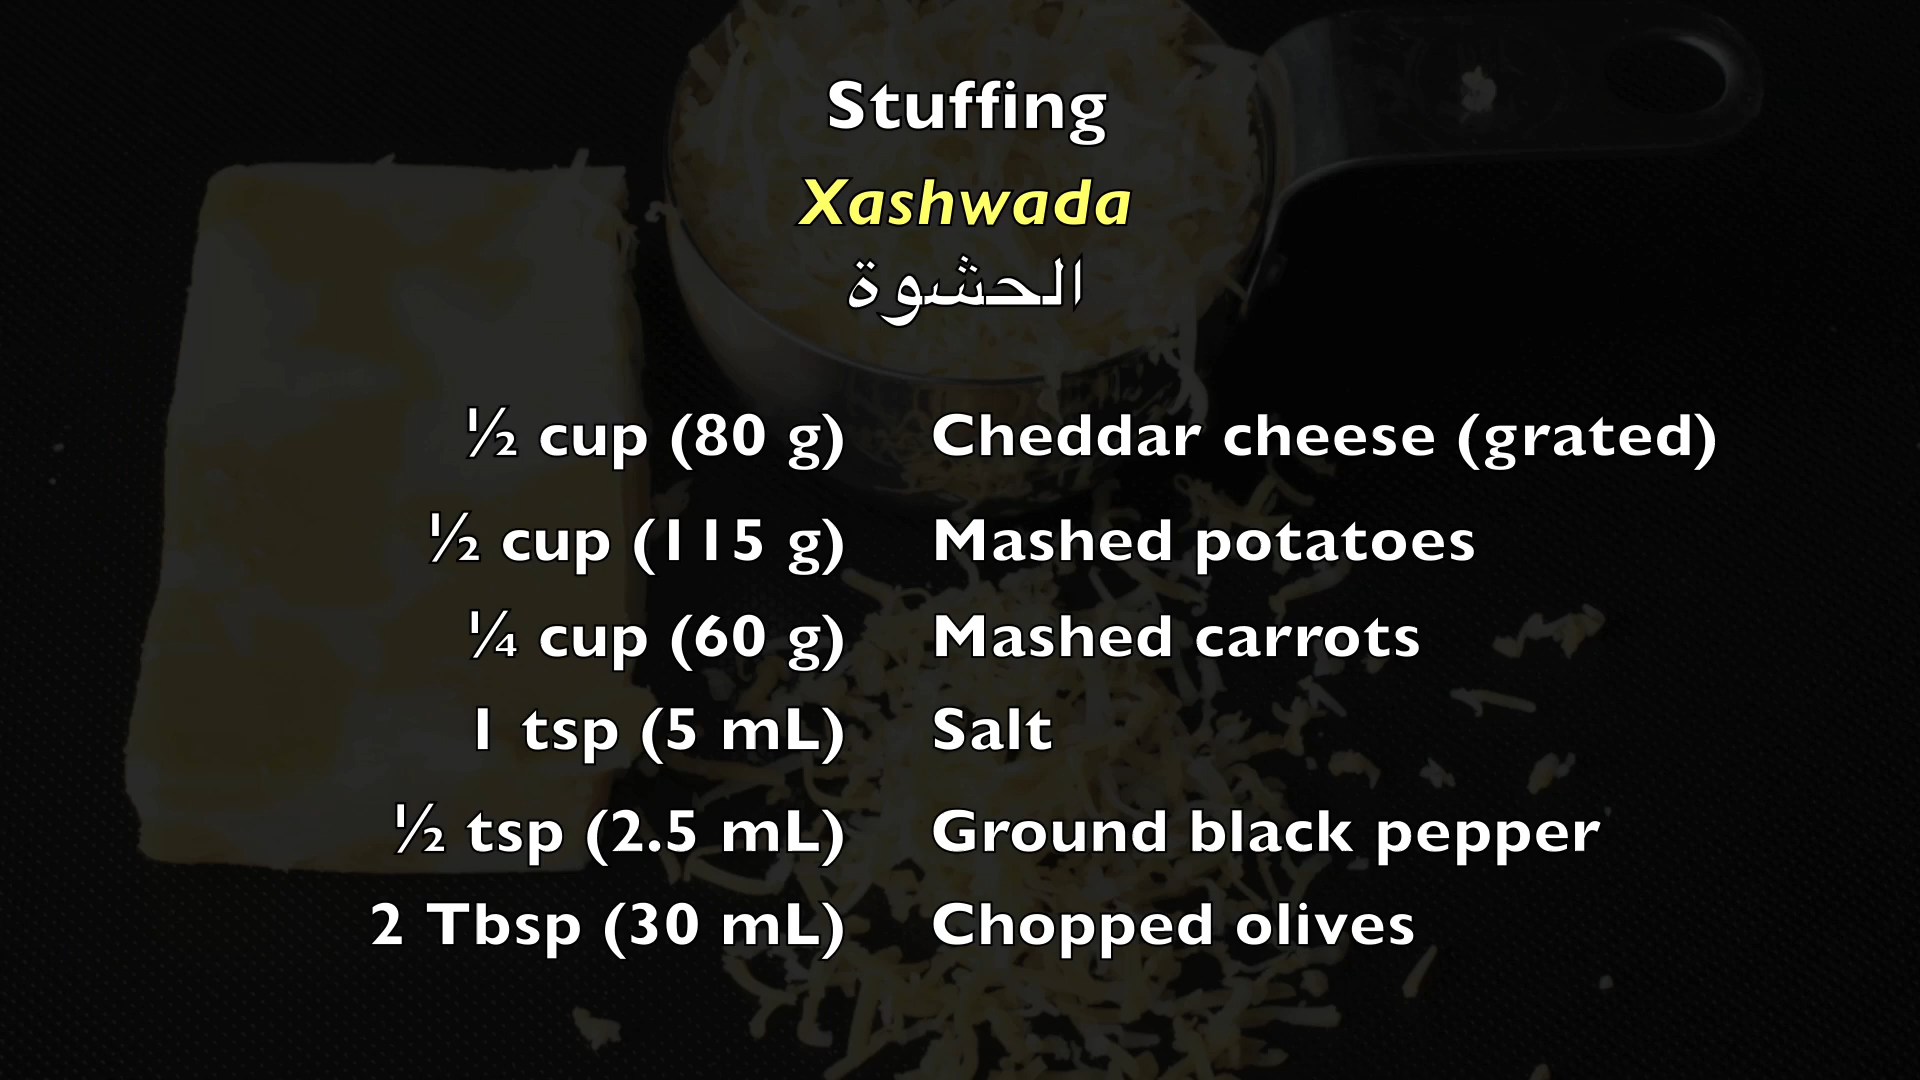 Stuffing
Xashwada
الحشوة
½ cup (80 g) Cheddar cheese (grated)
½ cup (115 g) Mashed potatoes
¼ cup (60 g) Mashed carrots
1 tsp (5 mL) Salt
½ tsp (2.5 mL) Ground black pepper
2 Tbsp (30 mL) Chopped olives